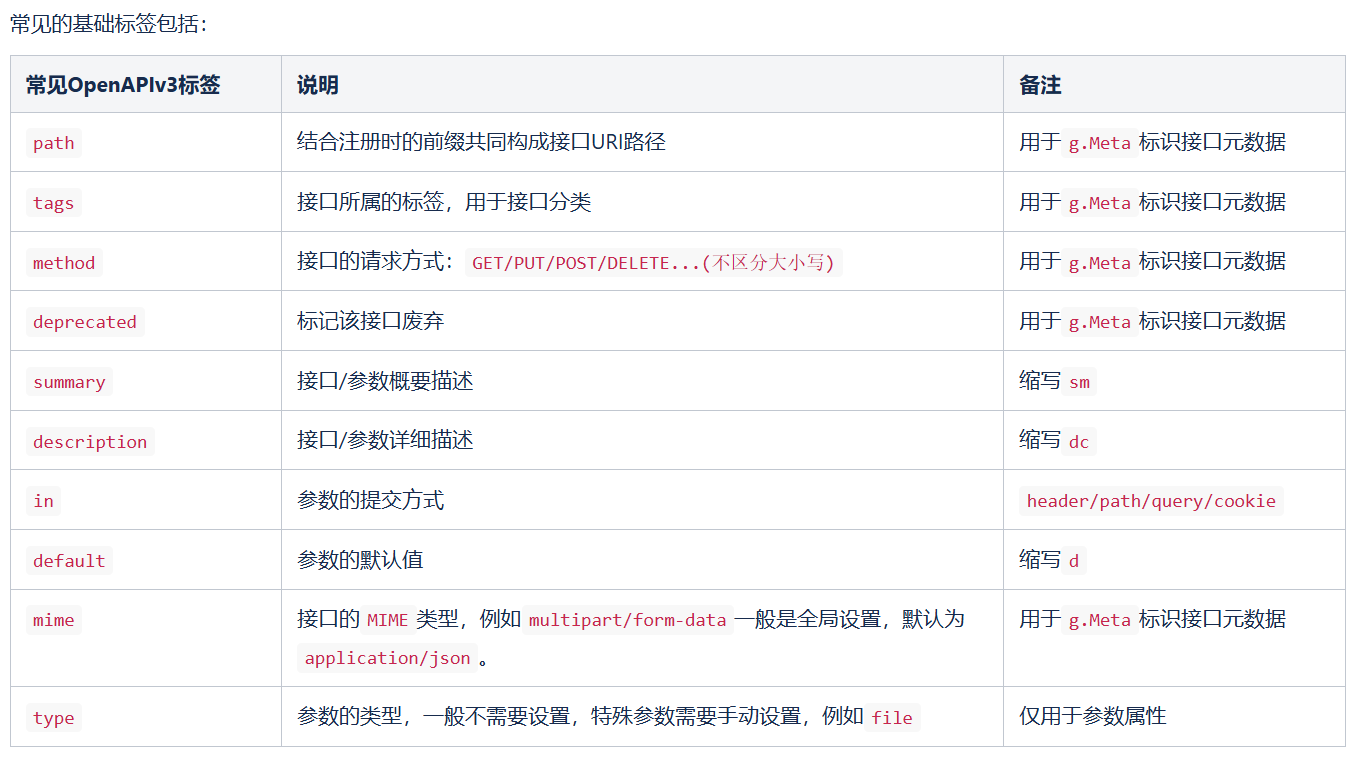 常见的基础标签包括：
常见OpenAPIv3标签 说明 备注
path 结合注册时的前缀共同构成接口URI路径 用于 g.Meta 标识接口元数据
tags 接口所属的标签，用于接口分类 用于 g.Meta 标识接口元数据
method 接口的请求方式： GET/PUT/POST/DELETE...(不区分大小写) 用于 g.Meta 标识接口元数据
deprecated 标记该接口废弃 用于 g.Meta 标识接口元数据
summary 接口/参数概要描述 缩写 sm
description 接口/参数详细描述 缩写 dc
in 参数的提交方式 header/path/query/cookie
default 参数的默认值 缩写 d
mime 接口的 MIME 类型，例如 multipart/form-data 一般是全局设置，默认为 用于 g.Meta 标识接口元数据
application/json 。
type 参数的类型，一般不需要设置，特殊参数需要手动设置，例如 file 仅用于参数属性